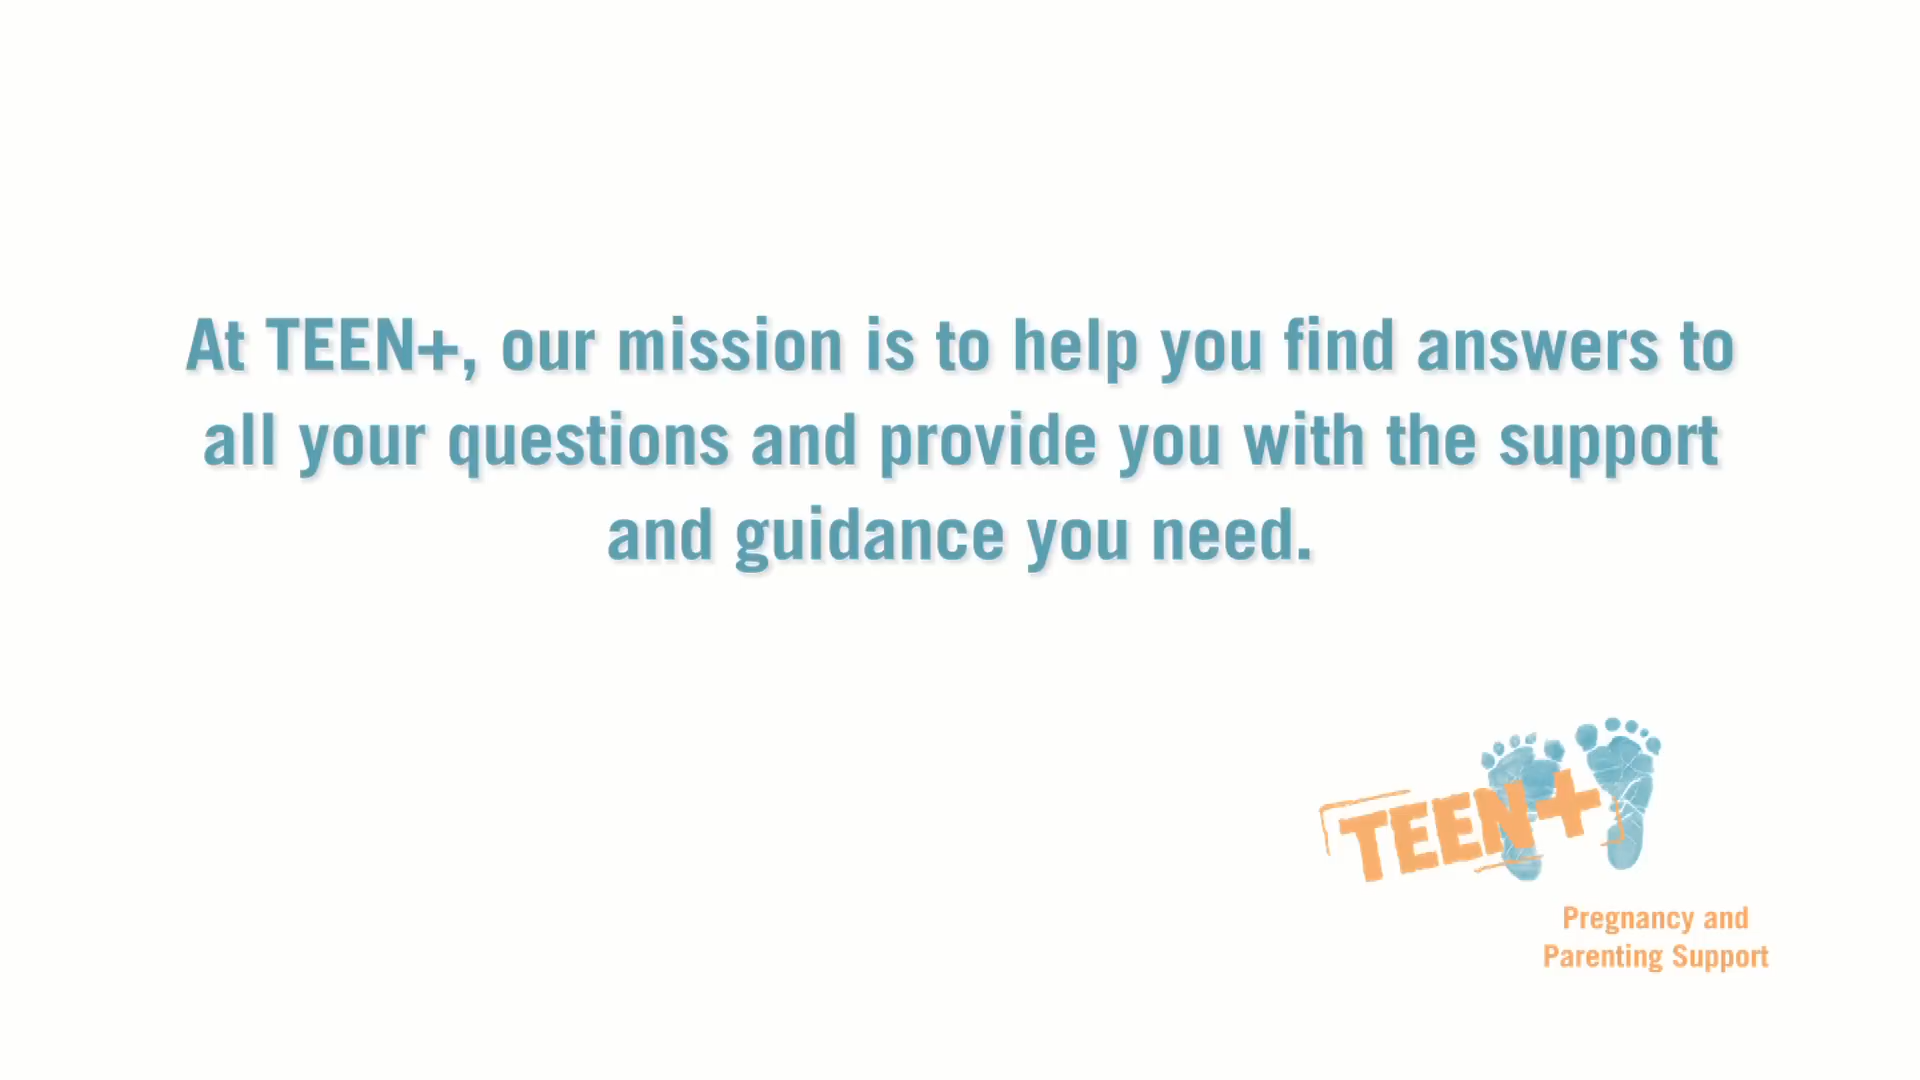 At TEEN+, our mission is to help you find answers to
all your questions and provide you with the support
and guidance you need.
TEEN+
Pregnancy and
Parenting Support